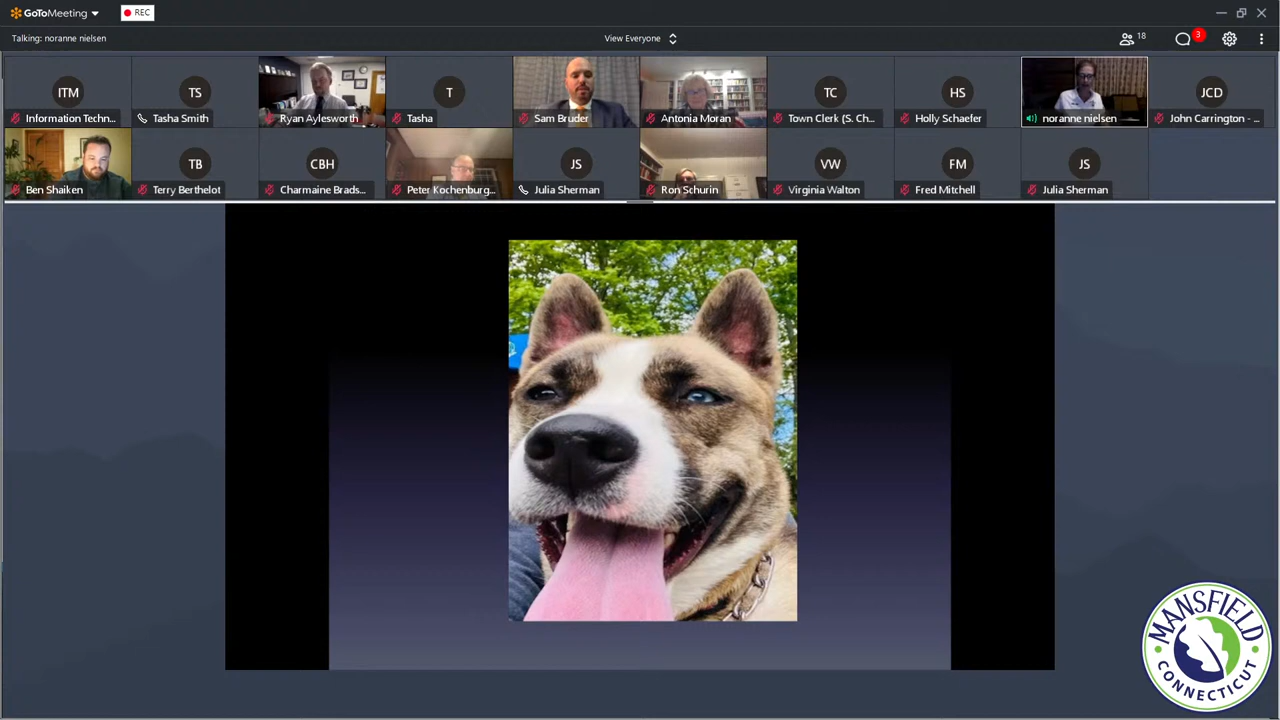 GoToMeeting
REC
Talking: noranne nielsen
View Everyone
18
3
ITM
TS
T
TC
HS
JCD
Information Techn...
Tasha Smith
Ryan Aylesworth
Tasha
Sam Bruder
Antonia Moran
Town Clerk (S. Ch...
Holly Schaefer
noranne nielsen
John Carrington - ...
TB
CBH
JS
VW
FM
JS
Ben Shaiken
Terry Berthelot
Charmaine Brads...
Peter Kochenburg...
Julia Sherman
Ron Schurin
Virginia Walton
Fred Mitchell
Julia Sherman
MANSFIELD
CONNECTICUT